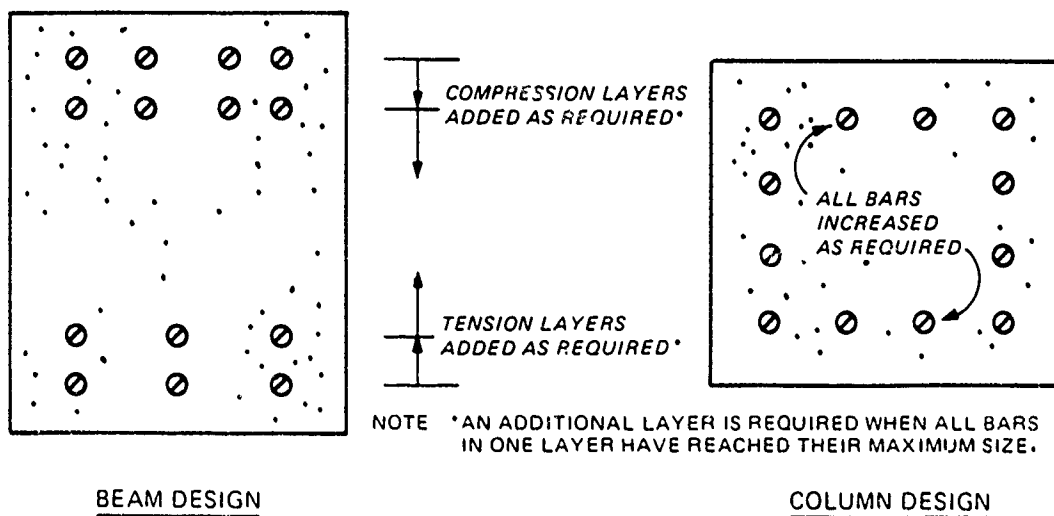 COMPRESSION LAYERS
ADDED AS REQUIRED*
TENSION LAYERS
ADDED AS REQUIRED*
ALL BARS
INCREASED
AS REQUIRED
NOTE *AN ADDITIONAL LAYER IS REQUIRED WHEN ALL BARS
IN ONE LAYER HAVE REACHED THEIR MAXIMUM SIZE.
BEAM DESIGN
COLUMN DESIGN